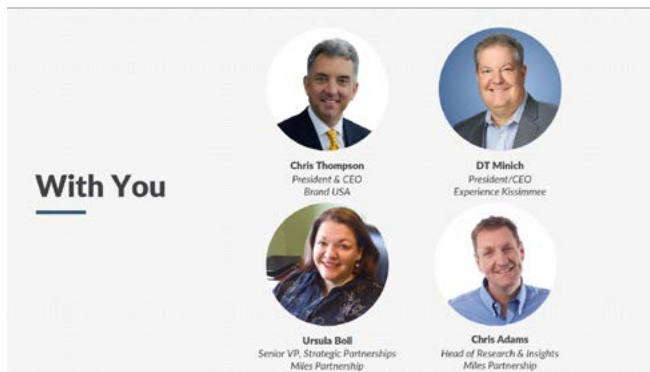 With You
Chris Thompson
President & CEO
Brand USA
DT Minich
President/CEO
Experience Kissimmee
Ursula Boll
Senior VP, Strategic Partnerships
Miles Partnership
Chris Adams
Head of Research & Insights
Miles Partnership